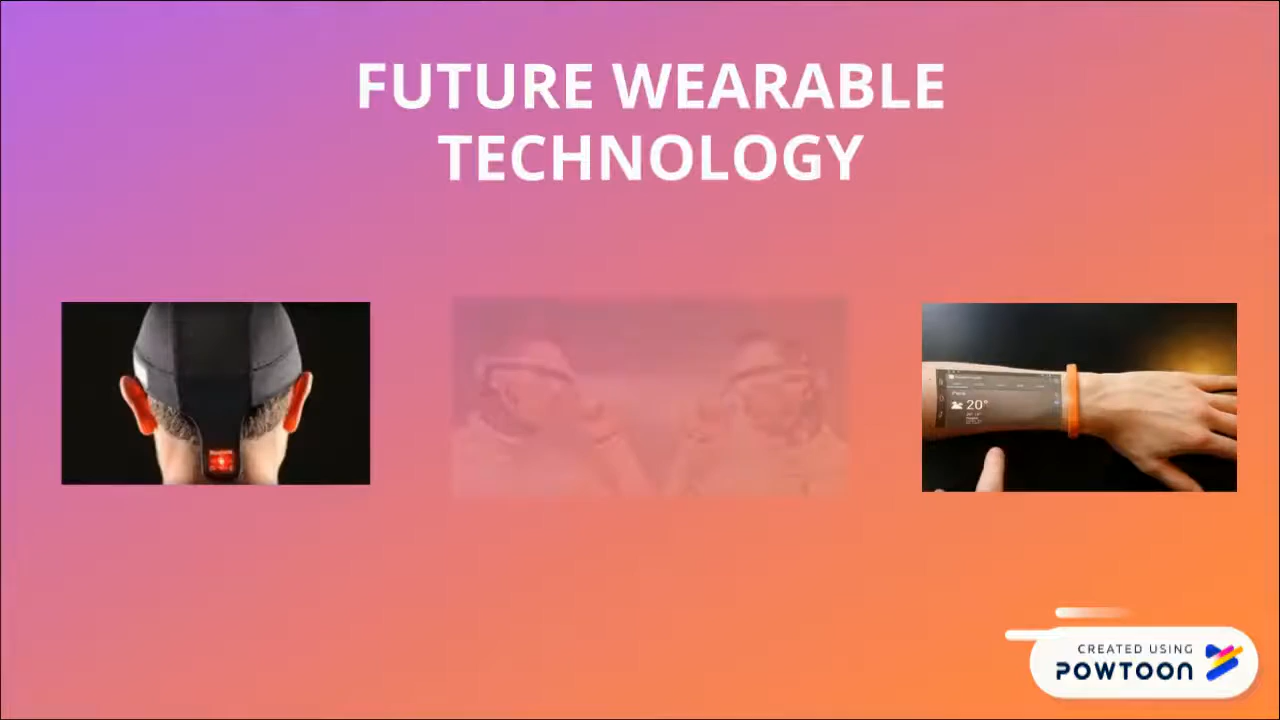 FUTURE WEARABLE
TECHNOLOGY
20°
CREATED USING
POWTOON